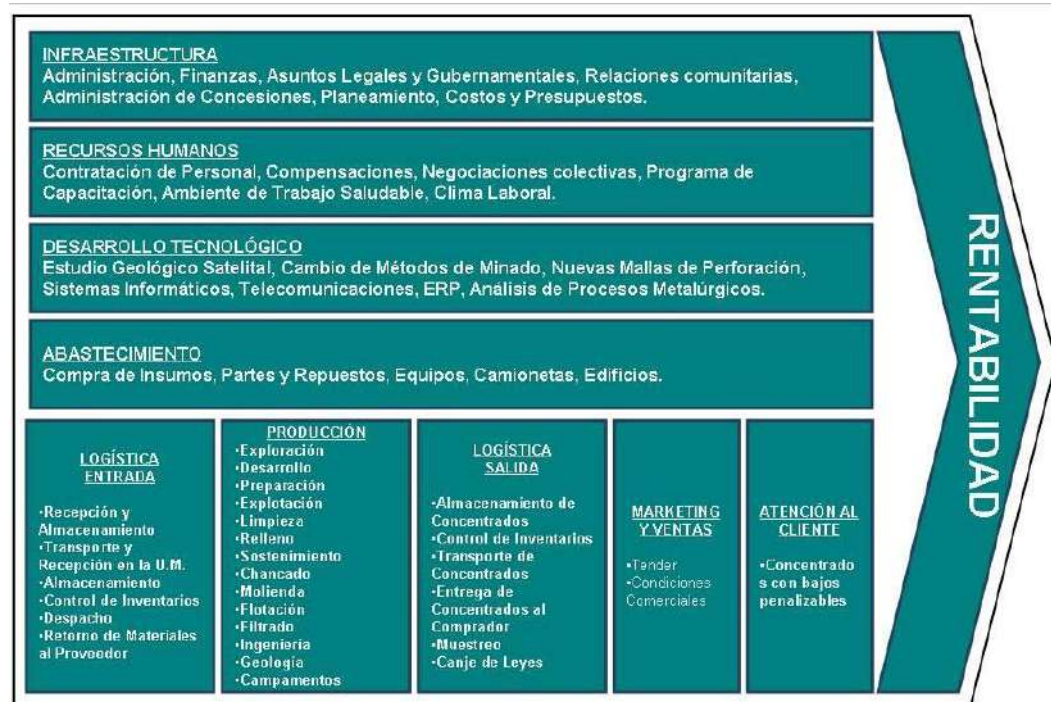 INFRAESTRUCTURA
Administración, Finanzas, Asuntos Legales y Gubernamentales, Relaciones comunitarias,
Administración de Concesiones, Planeamiento, Costos y Presupuestos.
RECURSOS HUMANOS
Contratación de Personal, Compensaciones, Negociaciones colectivas, Programa de
Capacitación, Ambiente de Trabajo Saludable, Clima Laboral.
DESARROLLO TECNOLÓGICO
Estudio Geológico Satelital, Cambio de Métodos de Minado, Nuevas Mallas de Perforación,
Sistemas Informáticos, Telecomunicaciones, ERP, Análisis de Procesos Metalúrgicos.
ABASTECIMIENTO
Compra de Insumos, Partes y Repuestos, Equipos, Camionetas, Edificios.
LOGÍSTICA
ENTRADA
•Recepción y
Almacenamiento
•Transporte y
Recepción en la U.M.
•Almacenamiento
•Control de Inventarios
•Despacho
•Retorno de Materiales
al Proveedor
PRODUCCIÓN
•Exploración
•Desarrollo
•Preparación
•Explotación
•Limpieza
•Relleno
•Sostenimiento
•Chancado
•Molienda
•Flotación
•Filtrado
•Ingeniería
•Geología
•Campamentos
LOGÍSTICA
SALIDA
•Almacenamiento de
Concentrados
•Control de Inventarios
•Transporte de
Concentrados
•Entrega de
Concentrados al
Comprador
•Muestreo
•Canje de Leyes
MARKETING
Y VENTAS
•Tender
•Condiciones
Comerciales
ATENCIÓN AL
CLIENTE
•Concentrado
s con bajos
penalizables
RENTABILIDAD